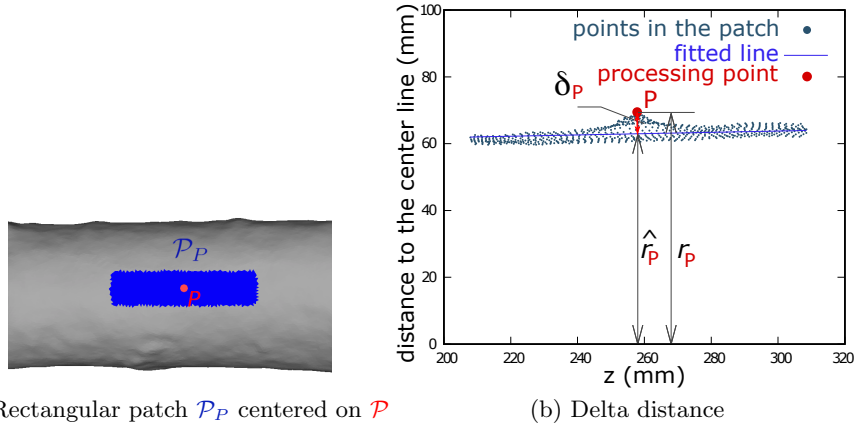 𝒫_P
P
Rectangular patch 𝒫_P centered on 𝒫
distance to the center line (mm)
100
80
60
40
20
0
points in the patch
fitted line
processing point
δ_P
P
r̂_P
r_P
200 220 240 260 280 300 320
z (mm)
(b) Delta distance